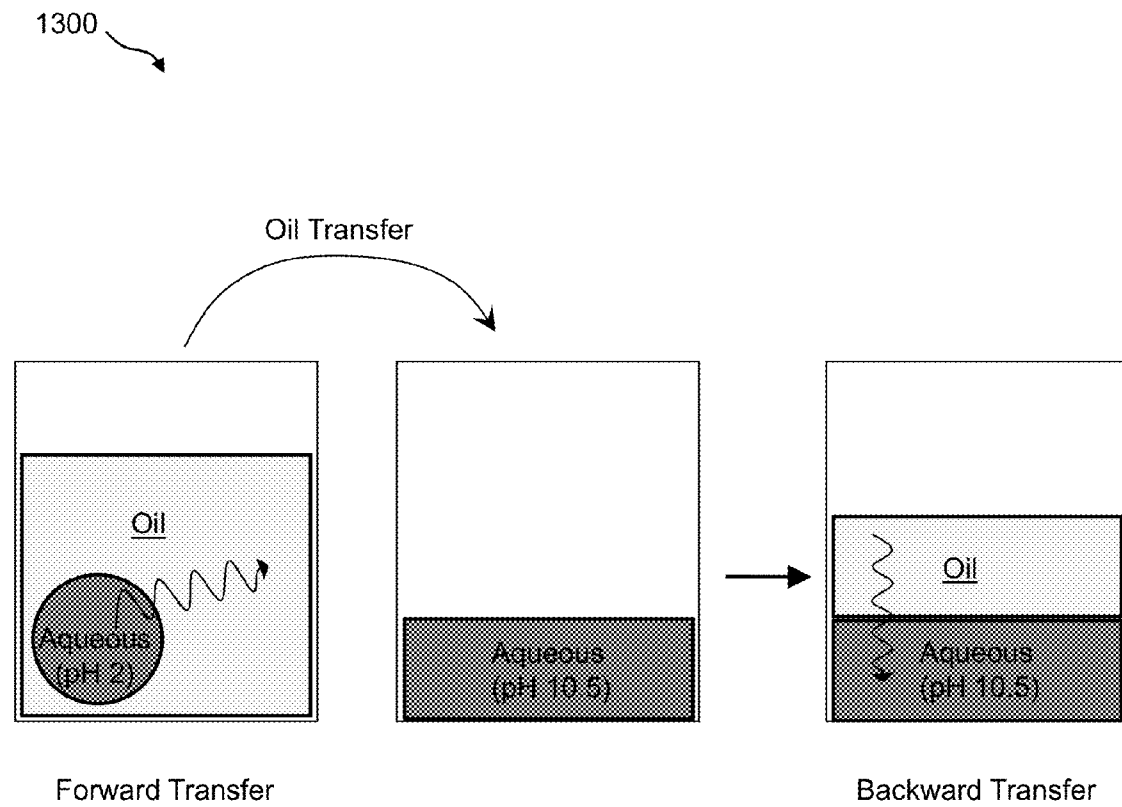 1300
Oil Transfer
Oil
Aqueous
(pH 2)
Aqueous
(pH 10.5)
Oil
Aqueous
(pH 10.5)
Forward Transfer
Backward Transfer